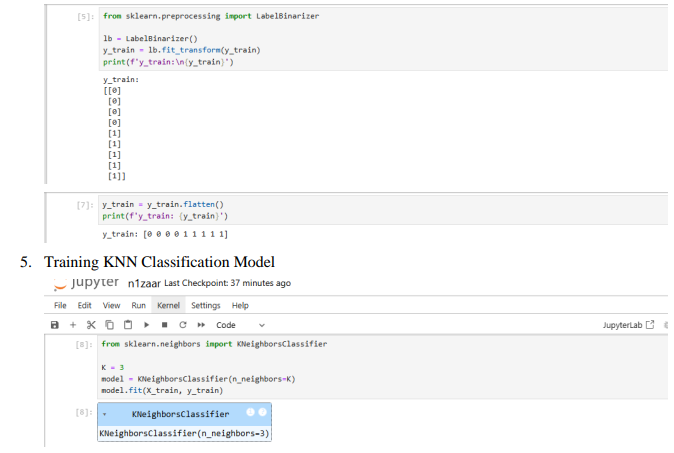 [5]: from sklearn.preprocessing import LabelBinarizer
lb = LabelBinarizer()
y_train = lb.fit_transform(y_train)
print(f'y_train:\n{y_train}')
y_train:
[[0]
[0]
[0]
[0]
[1]
[1]
[1]
[1]
[1]]
[7]: y_train = y_train.flatten()
print(f'y_train: {y_train}')
y_train: [0 0 0 0 1 1 1 1 1]
5. Training KNN Classification Model
Jupyter n1zaar Last Checkpoint: 37 minutes ago
File Edit View Run Kernel Settings Help
Code JupyterLab
[8]: from sklearn.neighbors import KNeighborsClassifier
K = 3
model = KNeighborsClassifier(n_neighbors=K)
model.fit(X_train, y_train)
[8]: KNeighborsClassifier
KNeighborsClassifier(n_neighbors=3)